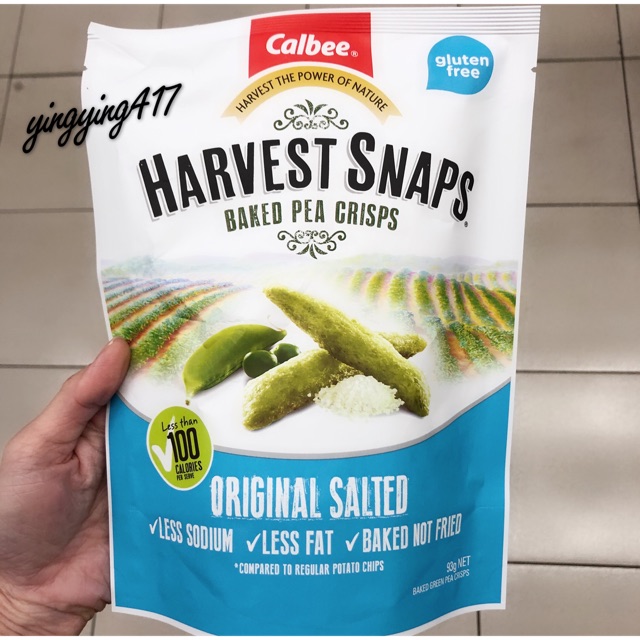 Calbee®
gluten
free
HARVEST THE POWER OF NATURE
yingying417
HARVEST SNAPS®
BAKED PEA CRISPS
Less than
100
CALORIES
PER SERVE
ORIGINAL SALTED
✓LESS SODIUM ✓LESS FAT ✓BAKED NOT FRIED
*COMPARED TO REGULAR POTATO CHIPS
93g NET
BAKED GREEN PEA CRISPS